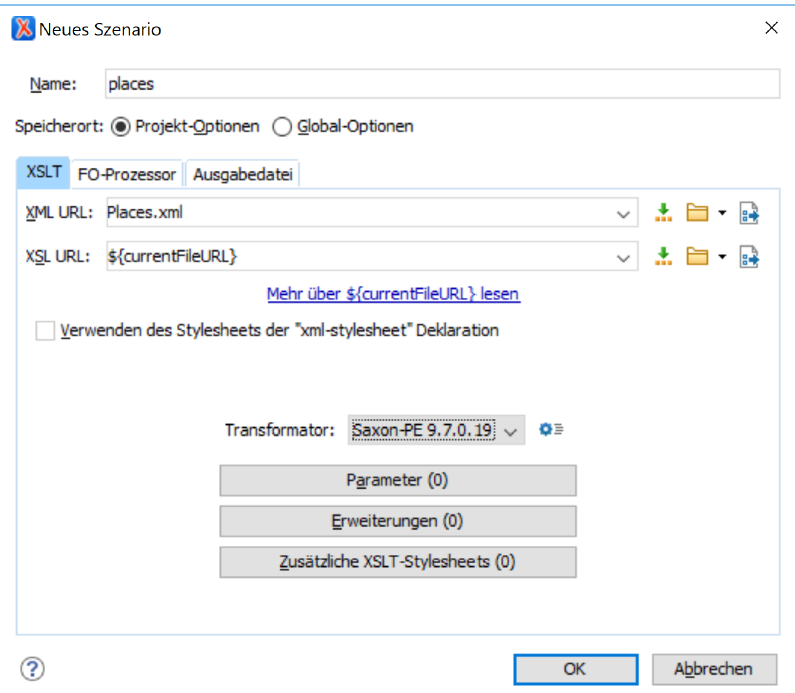 Neues Szenario
Name: places
Speicherort: Projekt-Optionen Global-Optionen
XSLT FO-Prozessor Ausgabedatei
XML URL: Places.xml
XSL URL: ${currentFileURL}
Mehr über ${currentFileURL} lesen
Verwenden des Stylesheets der "xml-stylesheet" Deklaration
Transformator: Saxon-PE 9.7.0.19
Parameter (0)
Erweiterungen (0)
Zusätzliche XSLT-Stylesheets (0)
? OK Abbrechen